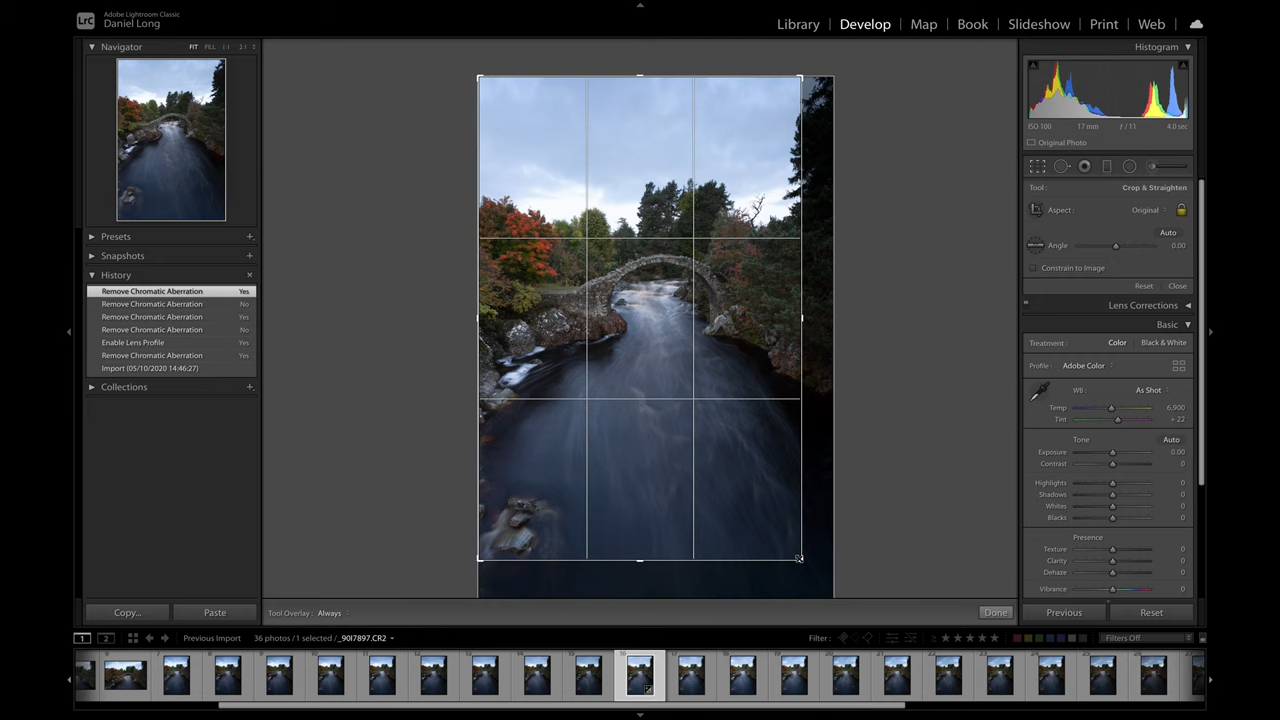 Lrc
Adobe Lightroom Classic
Daniel Long
Library | Develop | Map | Book | Slideshow | Print | Web
Navigator
FIT FILL 1:1 2:1
Presets
Snapshots
History
Remove Chromatic Aberration Yes
Remove Chromatic Aberration No
Remove Chromatic Aberration Yes
Remove Chromatic Aberration No
Enable Lens Profile Yes
Remove Chromatic Aberration Yes
Import (05/10/2020 14:46:27)
Collections
Copy... Paste
Tool Overlay: Always
Done
Histogram
ISO 100 17 mm ƒ / 11 4.0 sec
Original Photo
Tool: Crop & Straighten
Aspect: Original
Auto
Angle 0.00
Constrain to Image
Reset Close
Lens Corrections
Basic
Treatment: Color Black & White
Profile: Adobe Color
WB: As Shot
Temp 6,900
Tint + 22
Tone Auto
Exposure 0.00
Contrast 0
Highlights 0
Shadows 0
Whites 0
Blacks 0
Presence
Texture 0
Clarity 0
Dehaze 0
Vibrance 0
Previous Reset
1 2 Previous Import 36 photos / 1 selected / _90I7897.CR2
Filter: Filters Off